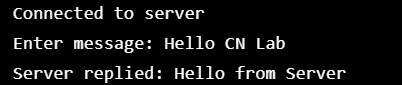 Connected to server
Enter message: Hello CN Lab
Server replied: Hello from Server